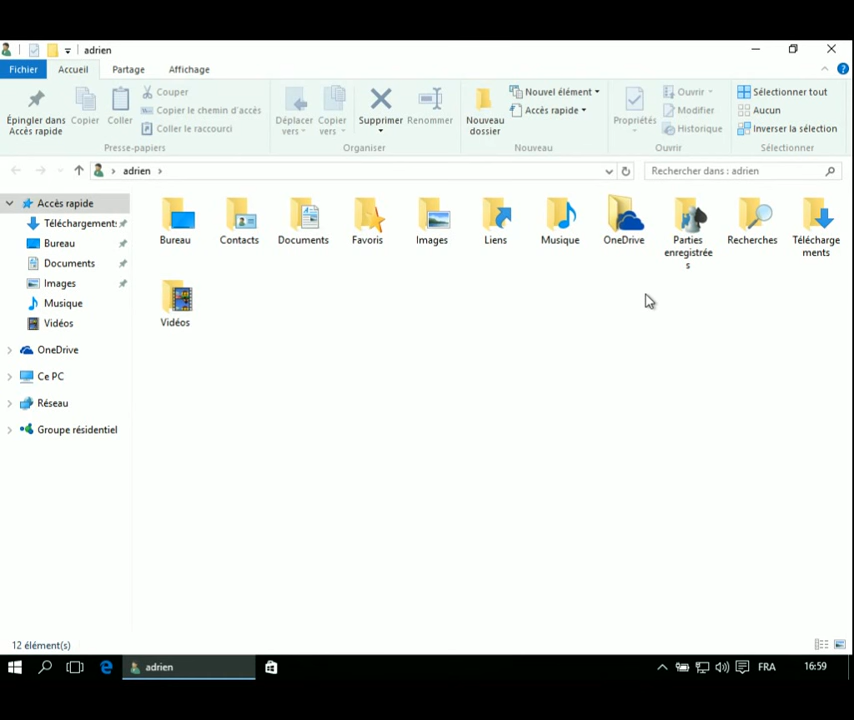 adrien
Fichier Accueil Partage Affichage
Épingler dans
Accès rapide
Copier
Coller
Couper
Copier le chemin d'accès
Coller le raccourci
Presse-papiers
Déplacer
vers
Copier
vers
Supprimer
Renommer
Organiser
Nouveau
dossier
Nouvel élément
Accès rapide
Nouveau
Propriétés
Ouvrir
Modifier
Historique
Ouvrir
Sélectionner tout
Aucun
Inverser la sélection
Sélectionner
adrien
Rechercher dans : adrien
Accès rapide
Téléchargement:
Bureau
Documents
Images
Musique
Vidéos
OneDrive
Ce PC
Réseau
Groupe résidentiel
Bureau
Contacts
Documents
Favoris
Images
Liens
Musique
OneDrive
Parties
enregistrée
s
Recherches
Télécharge
ments
Vidéos
12 élément(s)
adrien
FRA
16:59